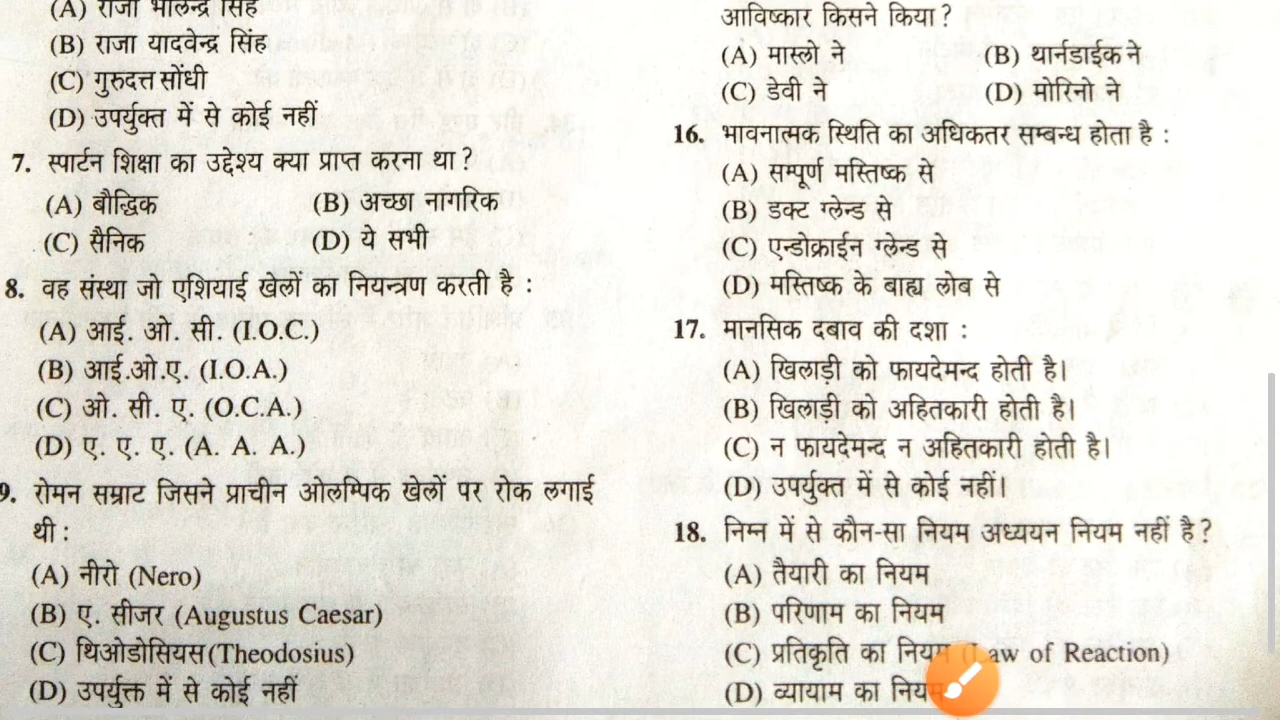 (A) राजा भालेन्द्र सिंह
(B) राजा यादवेन्द्र सिंह
(C) गुरुदत्त सोंधी
(D) उपर्युक्त में से कोई नहीं
7. स्पार्टन शिक्षा का उद्देश्य क्या प्राप्त करना था ?
(A) बौद्धिक (B) अच्छा नागरिक
(C) सैनिक (D) ये सभी
8. वह संस्था जो एशियाई खेलों का नियन्त्रण करती है :
(A) आई. ओ. सी. (I.O.C.)
(B) आई.ओ.ए. (I.O.A.)
(C) ओ. सी. ए. (O.C.A.)
(D) ए. ए. ए. (A. A. A.)
9. रोमन सम्राट जिसने प्राचीन ओलम्पिक खेलों पर रोक लगाई
थी :
(A) नीरो (Nero)
(B) ए. सीजर (Augustus Caesar)
(C) थिओडोसियस (Theodosius)
(D) उपर्युक्त में से कोई नहीं
आविष्कार किसने किया ?
(A) मास्लो ने (B) थार्नडाईक ने
(C) डेवी ने (D) मोरिनो ने
16. भावनात्मक स्थिति का अधिकतर सम्बन्ध होता है :
(A) सम्पूर्ण मस्तिष्क से
(B) डक्ट ग्लेन्ड से
(C) एन्डोक्राईन ग्लेन्ड से
(D) मस्तिष्क के बाह्य लोब से
17. मानसिक दबाव की दशा :
(A) खिलाड़ी को फायदेमन्द होती है।
(B) खिलाड़ी को अहितकारी होती है।
(C) न फायदेमन्द न अहितकारी होती है।
(D) उपर्युक्त में से कोई नहीं।
18. निम्न में से कौन-सा नियम अध्ययन नियम नहीं है ?
(A) तैयारी का नियम
(B) परिणाम का नियम
(C) प्रतिकृति का नियम (Law of Reaction)
(D) व्यायाम का नियम